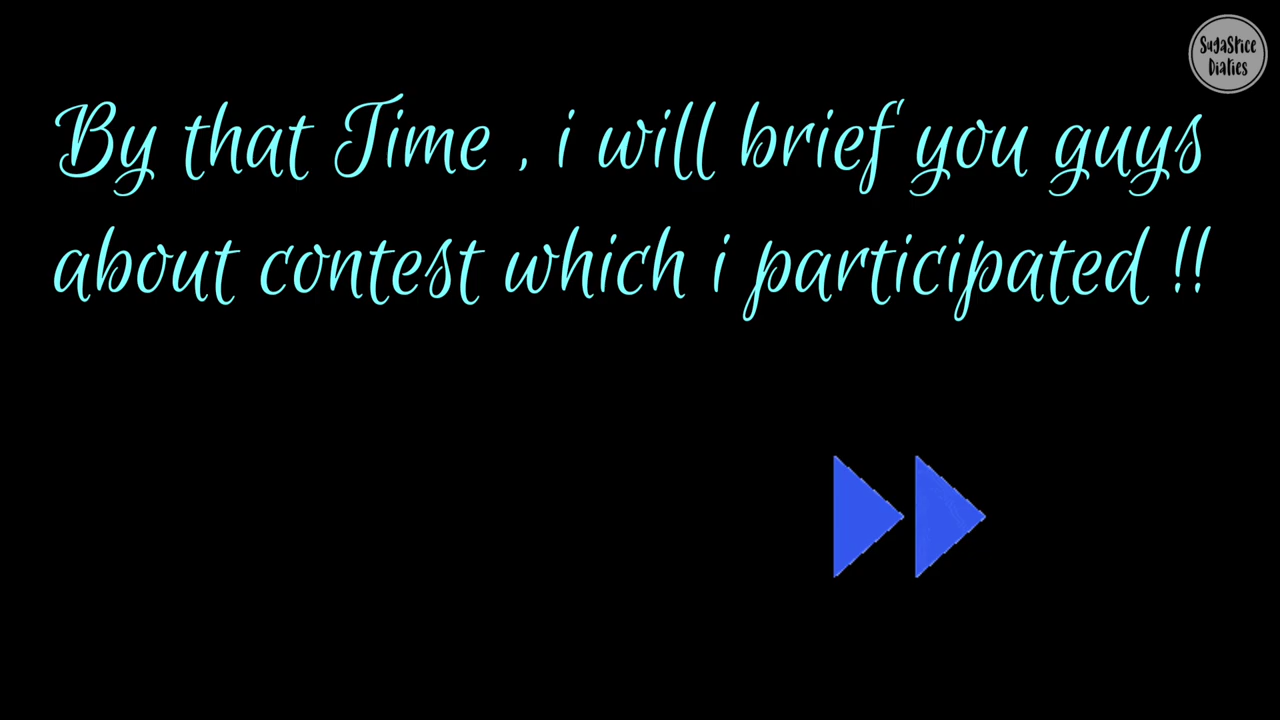 SugaSpice
Diaries
By that Time , i will brief you guys
about contest which i participated !!